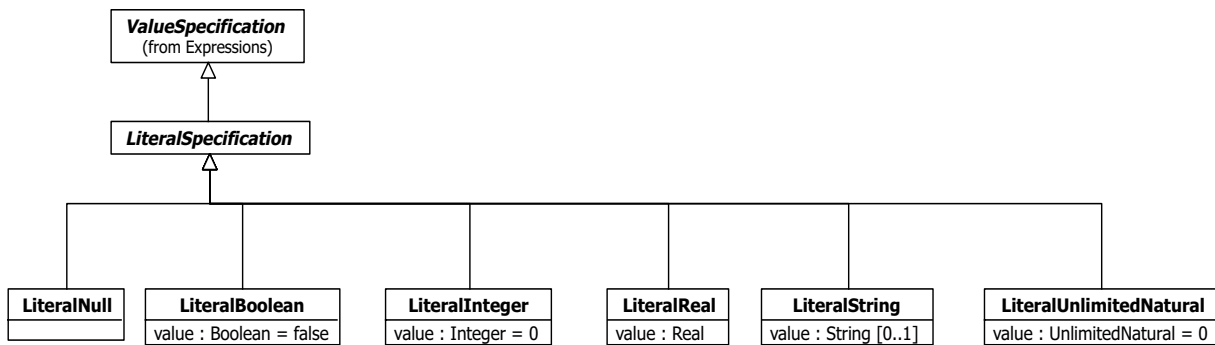 ValueSpecification
(from Expressions)
LiteralSpecification
LiteralNull
LiteralBoolean
value : Boolean = false
LiteralInteger
value : Integer = 0
LiteralReal
value : Real
LiteralString
value : String [0..1]
LiteralUnlimitedNatural
value : UnlimitedNatural = 0